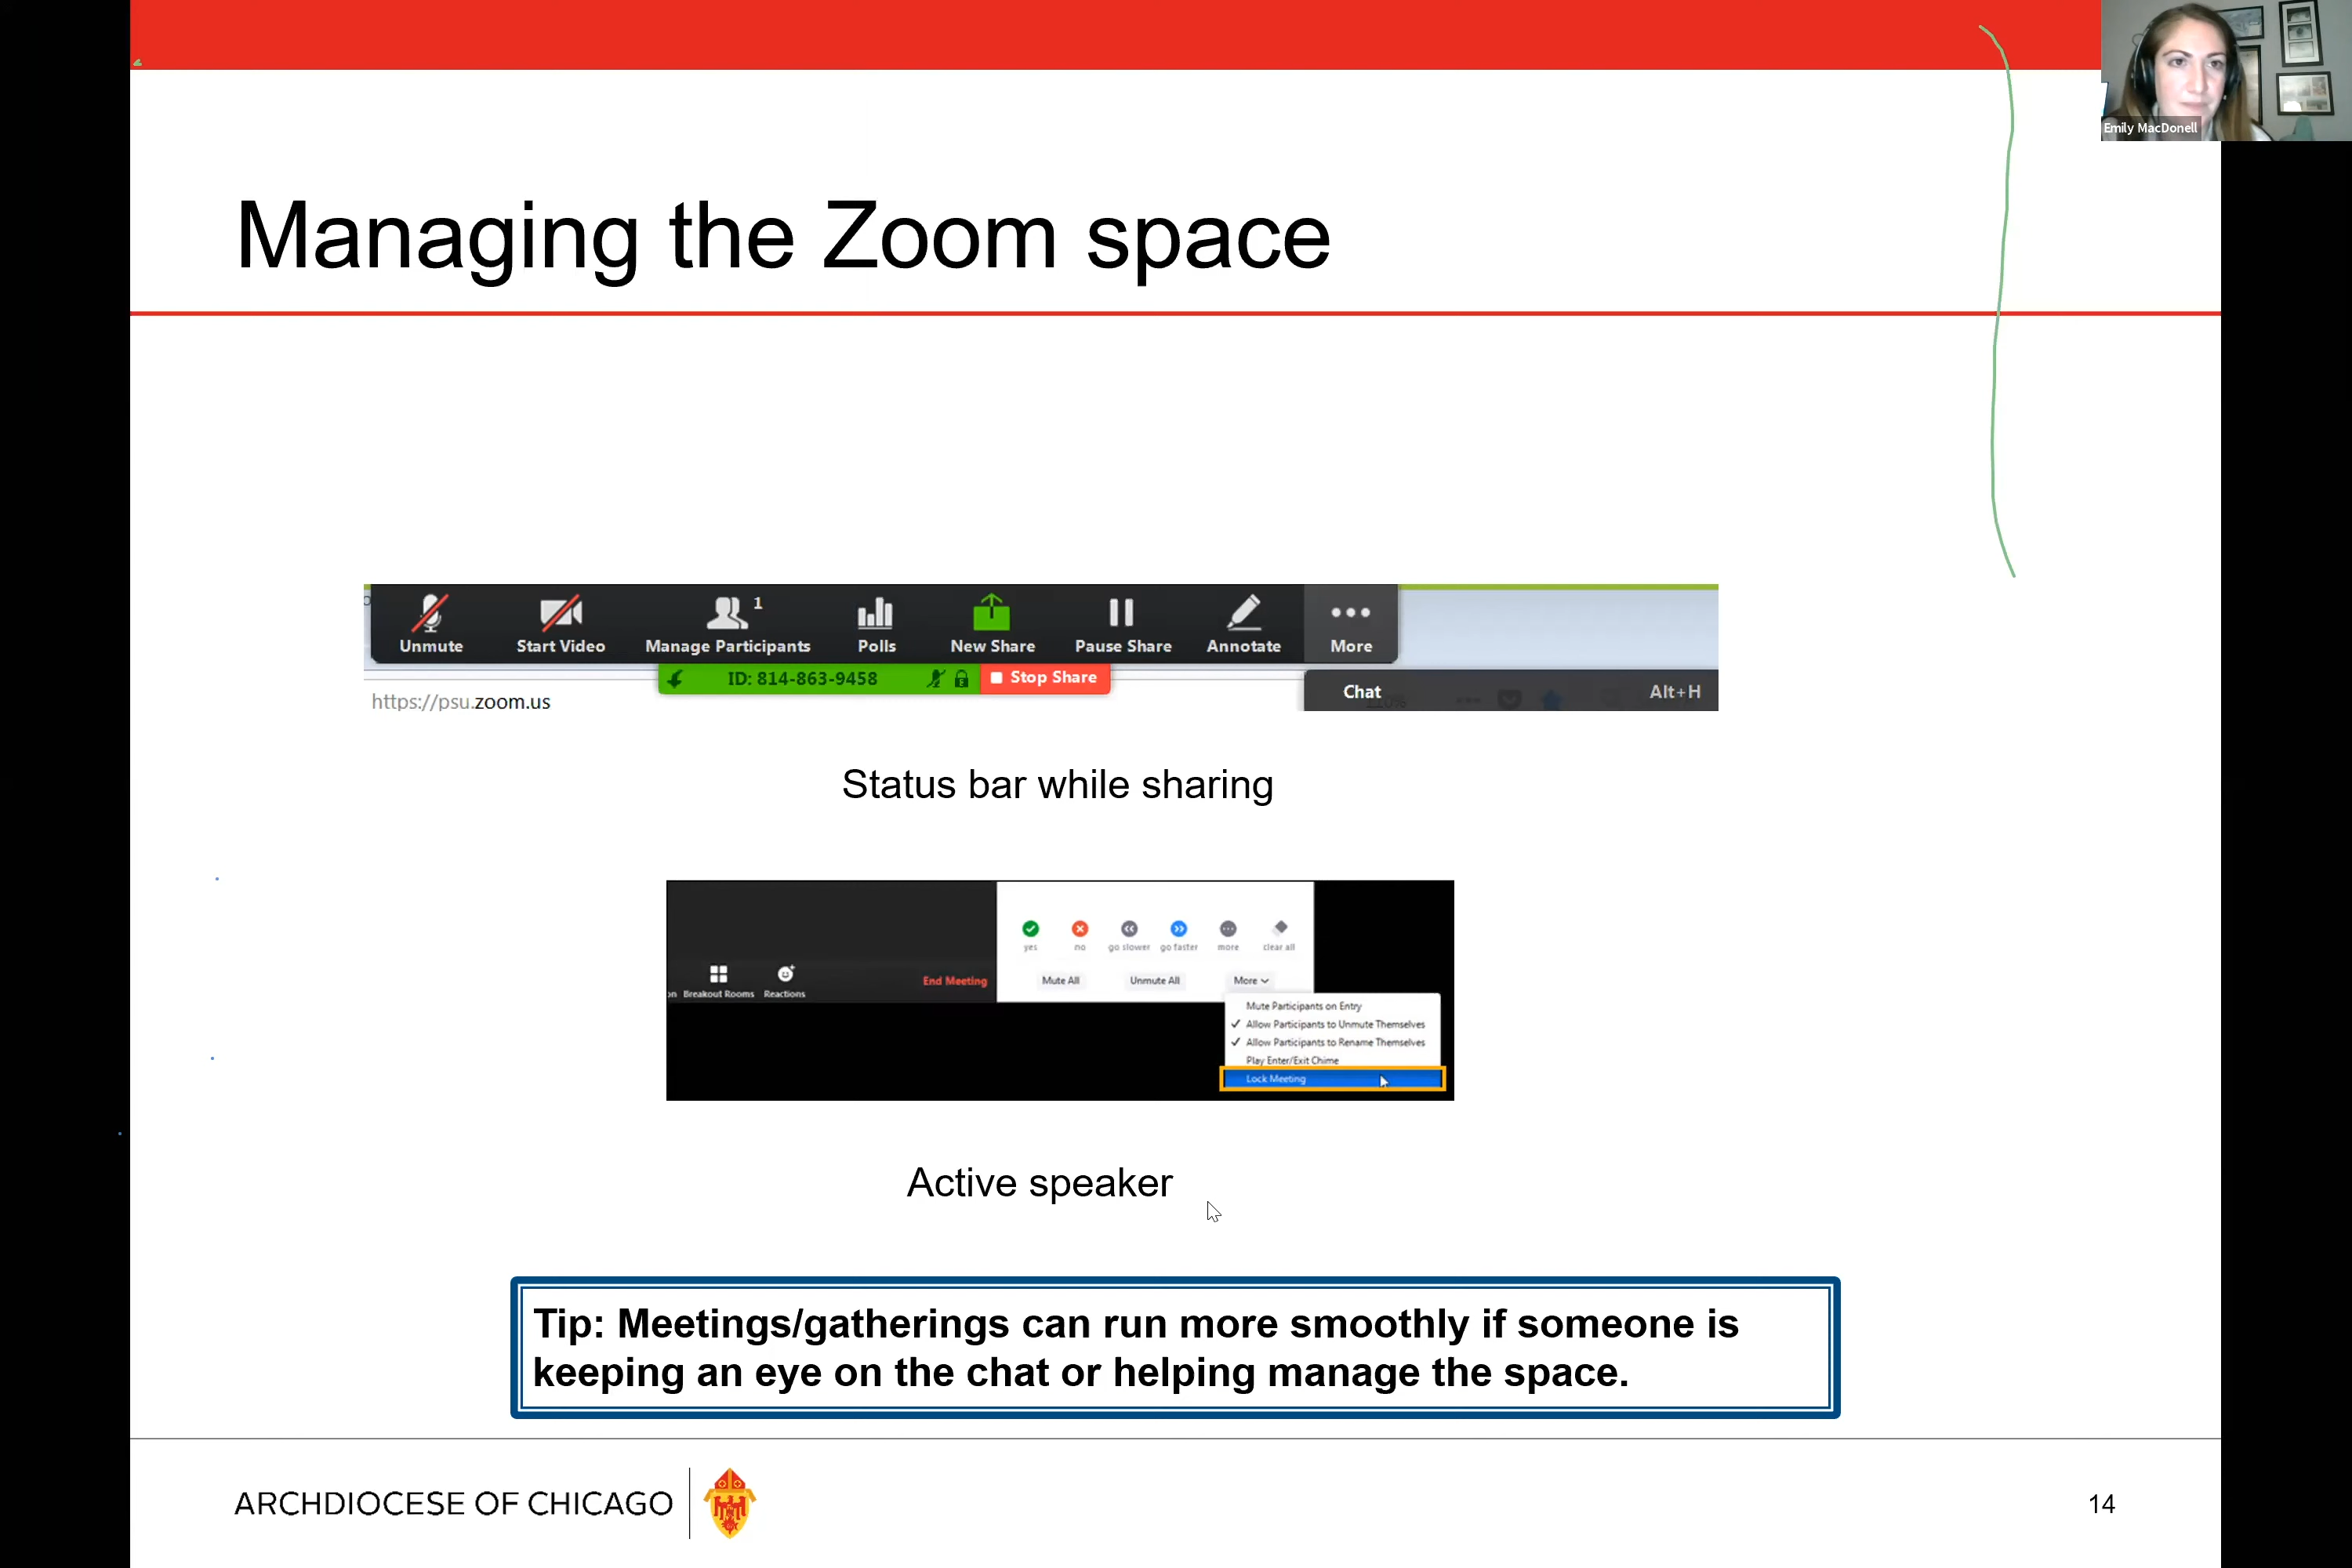 Emily MacDonell
Managing the Zoom space
1
Unmute
Start Video
Manage Participants
Polls
New Share
Pause Share
Annotate
More
ID: 814-863-9458
Stop Share
https://psu.zoom.us
Chat
Alt+H
Status bar while sharing
yes
no
go slower
go faster
more
clear all
Breakout Rooms
Reactions
End Meeting
Mute All
Unmute All
More
Mute Participants on Entry
Allow Participants to Unmute Themselves
Allow Participants to Rename Themselves
Play Enter/Exit Chime
Lock Meeting
Active speaker
Tip: Meetings/gatherings can run more smoothly if someone is
keeping an eye on the chat or helping manage the space.
ARCHDIOCESE OF CHICAGO
14